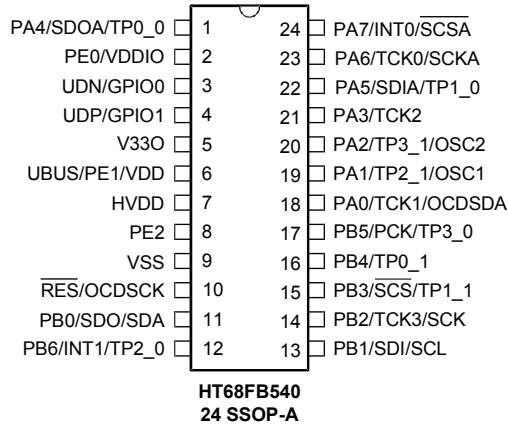 PA4/SDOA/TP0_0 1 24 PA7/INT0/SCSA
PE0/VDDIO 2 23 PA6/TCK0/SCKA
UDN/GPIO0 3 22 PA5/SDIA/TP1_0
UDP/GPIO1 4 21 PA3/TCK2
V33O 5 20 PA2/TP3_1/OSC2
UBUS/PE1/VDD 6 19 PA1/TP2_1/OSC1
HVDD 7 18 PA0/TCK1/OCDSDA
PE2 8 17 PB5/PCK/TP3_0
VSS 9 16 PB4/TP0_1
RES/OCDSCK 10 15 PB3/SCS/TP1_1
PB0/SDO/SDA 11 14 PB2/TCK3/SCK
PB6/INT1/TP2_0 12 13 PB1/SDI/SCL
HT68FB540
24 SSOP-A